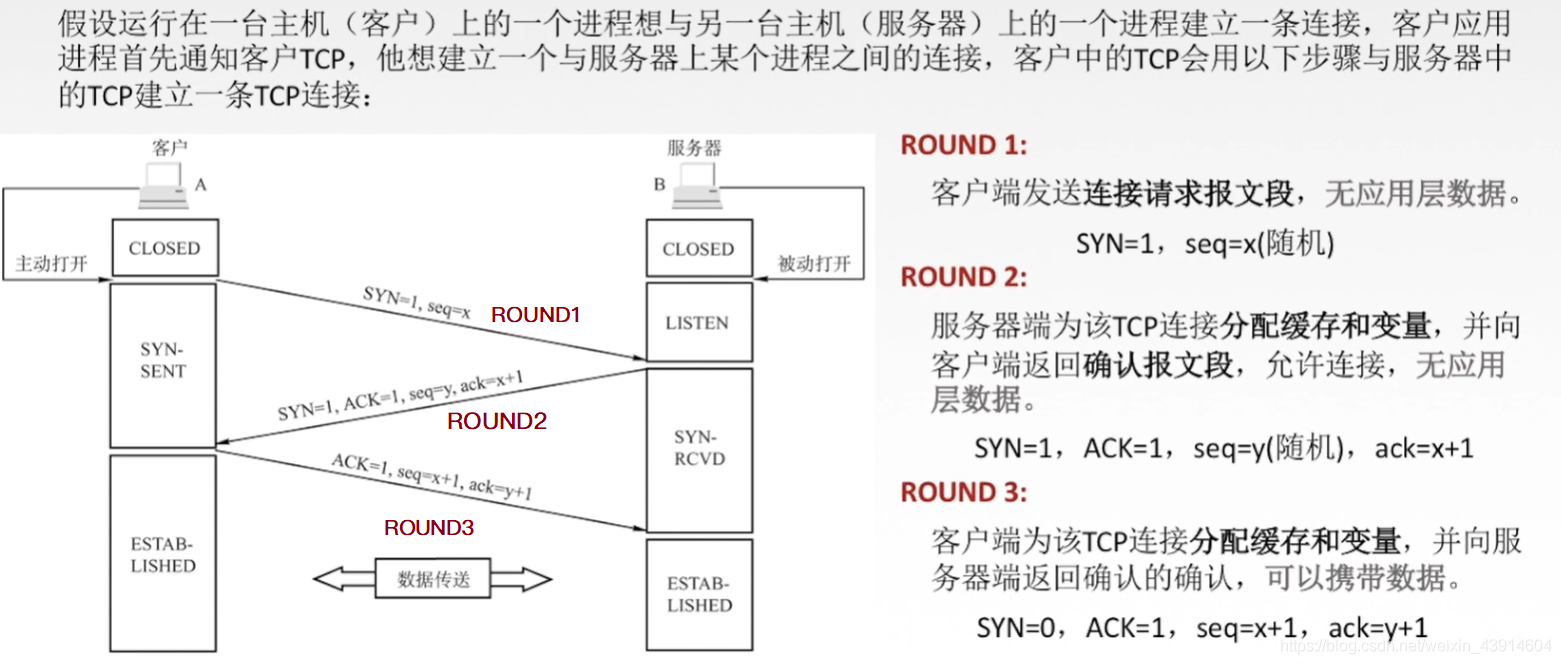 假设运行在一台主机（客户）上的一个进程想与另一台主机（服务器）上的一个进程建立一条连接，客户应用
进程首先通知客户TCP，他想建立一个与服务器上某个进程之间的连接，客户中的TCP会用以下步骤与服务器中
的TCP建立一条TCP连接：
客户
A
服务器
B
CLOSED
CLOSED
主动打开
被动打开
SYN=1, seq=x
ROUND1
LISTEN
SYN-
SENT
SYN=1, ACK=1, seq=y, ack=x+1
ROUND2
SYN-
RCVD
ACK=1, seq=x+1, ack=y+1
ROUND3
ESTAB-
LISHED
数据传送
ESTAB-
LISHED
ROUND 1:
客户端发送连接请求报文段，无应用层数据。
SYN=1，seq=x(随机)
ROUND 2:
服务器端为该TCP连接分配缓存和变量，并向
客户端返回确认报文段，允许连接，无应用
层数据。
SYN=1，ACK=1，seq=y(随机)，ack=x+1
ROUND 3:
客户端为该TCP连接分配缓存和变量，并向服
务器端返回确认的确认，可以携带数据。
SYN=0，ACK=1，seq=x+1，ack=y+1
https://blog.csdn.net/weixin_43914604